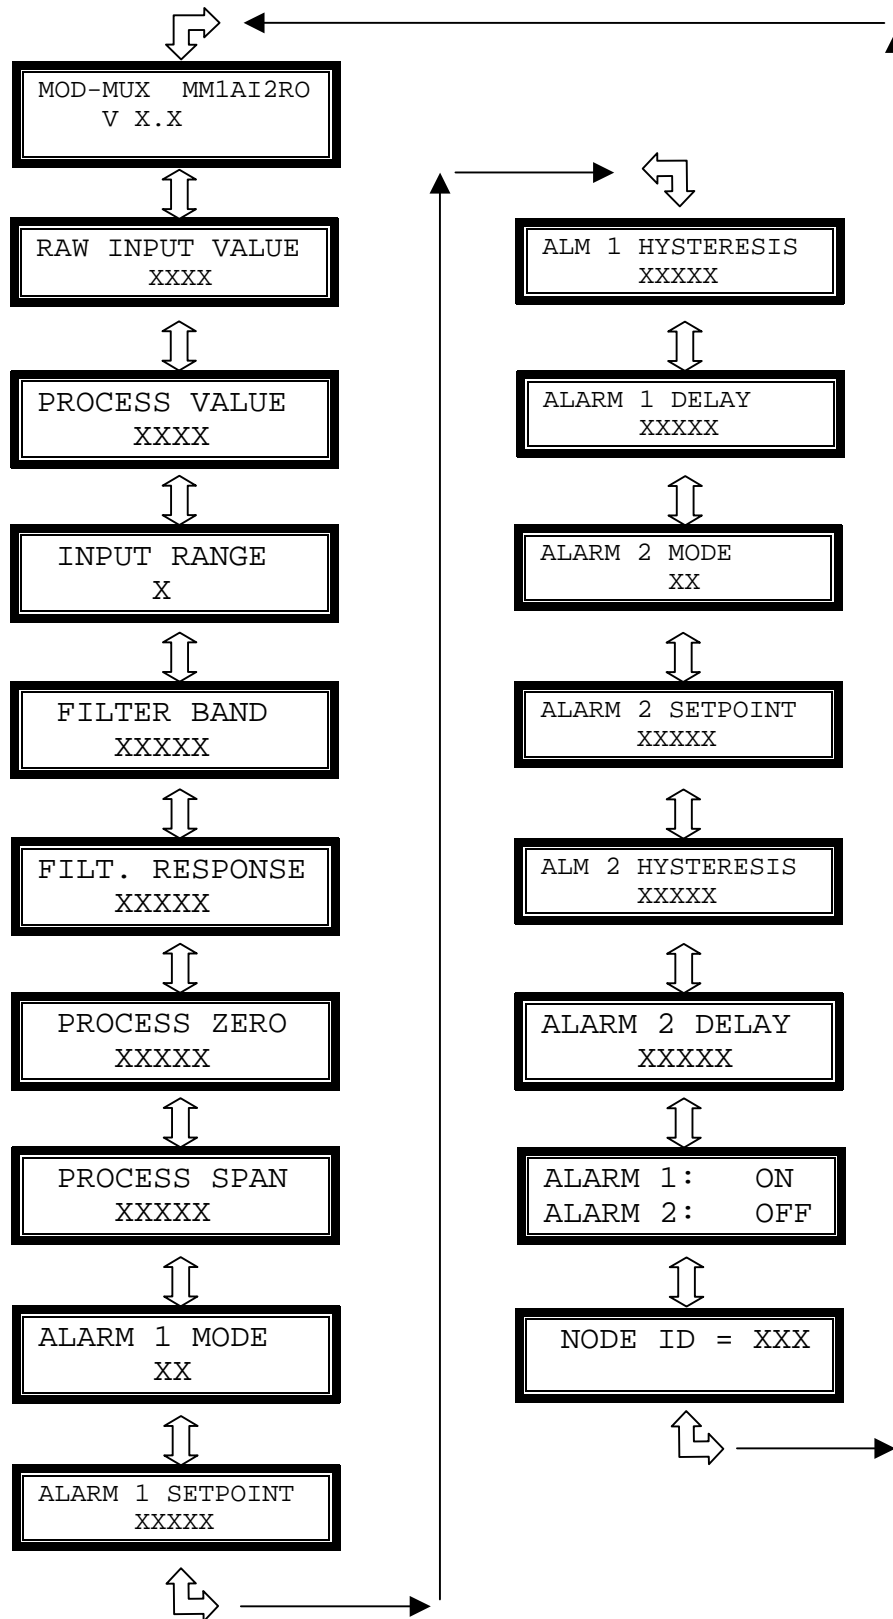 MOD-MUX MM1AI2RO
V X.X
RAW INPUT VALUE
XXXX
PROCESS VALUE
XXXX
INPUT RANGE
X
FILTER BAND
XXXXX
FILT. RESPONSE
XXXXX
PROCESS ZERO
XXXXX
PROCESS SPAN
XXXXX
ALARM 1 MODE
XX
ALARM 1 SETPOINT
XXXXX
ALM 1 HYSTERESIS
XXXXX
ALARM 1 DELAY
XXXXX
ALARM 2 MODE
XX
ALARM 2 SETPOINT
XXXXX
ALM 2 HYSTERESIS
XXXXX
ALARM 2 DELAY
XXXXX
ALARM 1: ON
ALARM 2: OFF
NODE ID = XXX